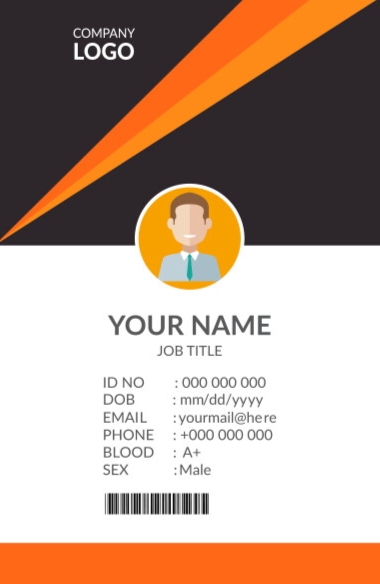 COMPANY
LOGO
YOUR NAME
JOB TITLE
ID NO : 000 000 000
DOB : mm/dd/yyyy
EMAIL : yourmail@here
PHONE : +000 000 000
BLOOD : A+
SEX : Male